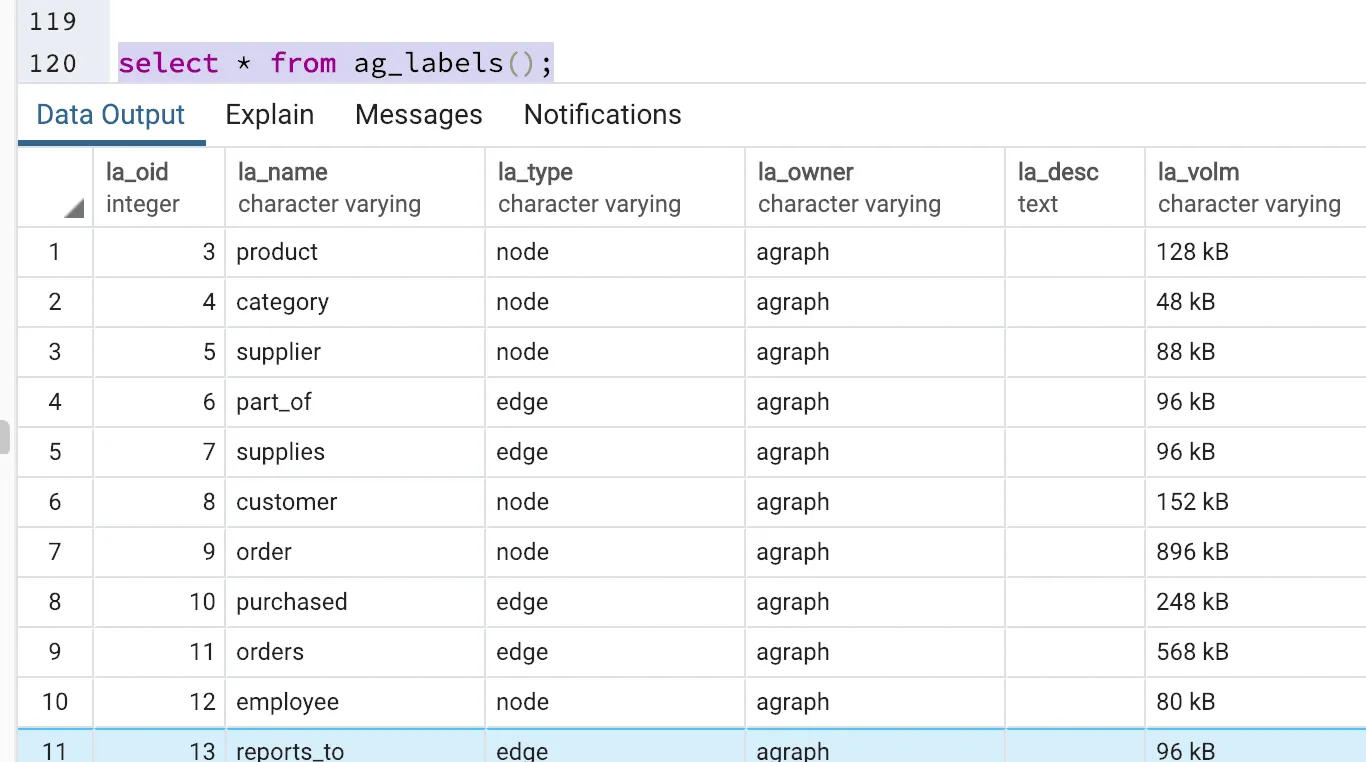 119
120 select * from ag_labels();
Data Output Explain Messages Notifications
la_oid la_name la_type la_owner la_desc la_volm
integer character varying character varying character varying text character varying
1 3 product node agraph 128 kB
2 4 category node agraph 48 kB
3 5 supplier node agraph 88 kB
4 6 part_of edge agraph 96 kB
5 7 supplies edge agraph 96 kB
6 8 customer node agraph 152 kB
7 9 order node agraph 896 kB
8 10 purchased edge agraph 248 kB
9 11 orders edge agraph 568 kB
10 12 employee node agraph 80 kB
11 13 reports_to edge agraph 96 kB